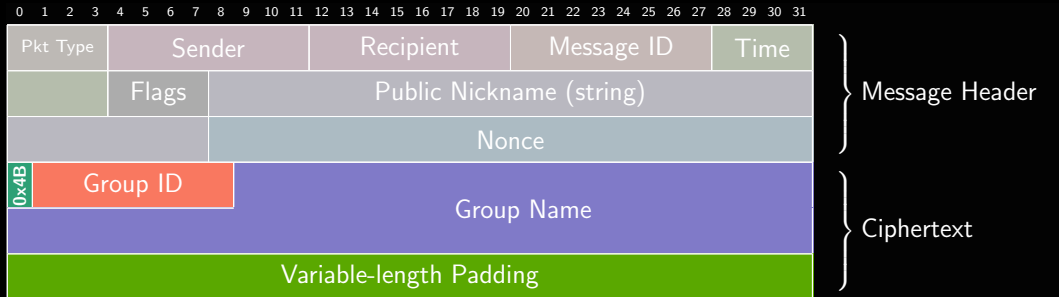 0 1 2 3 4 5 6 7 8 9 10 11 12 13 14 15 16 17 18 19 20 21 22 23 24 25 26 27 28 29 30 31
Pkt Type Sender Recipient Message ID Time
Flags Public Nickname (string)
Message Header
Nonce
0x4B Group ID
Group Name
Ciphertext
Variable-length Padding